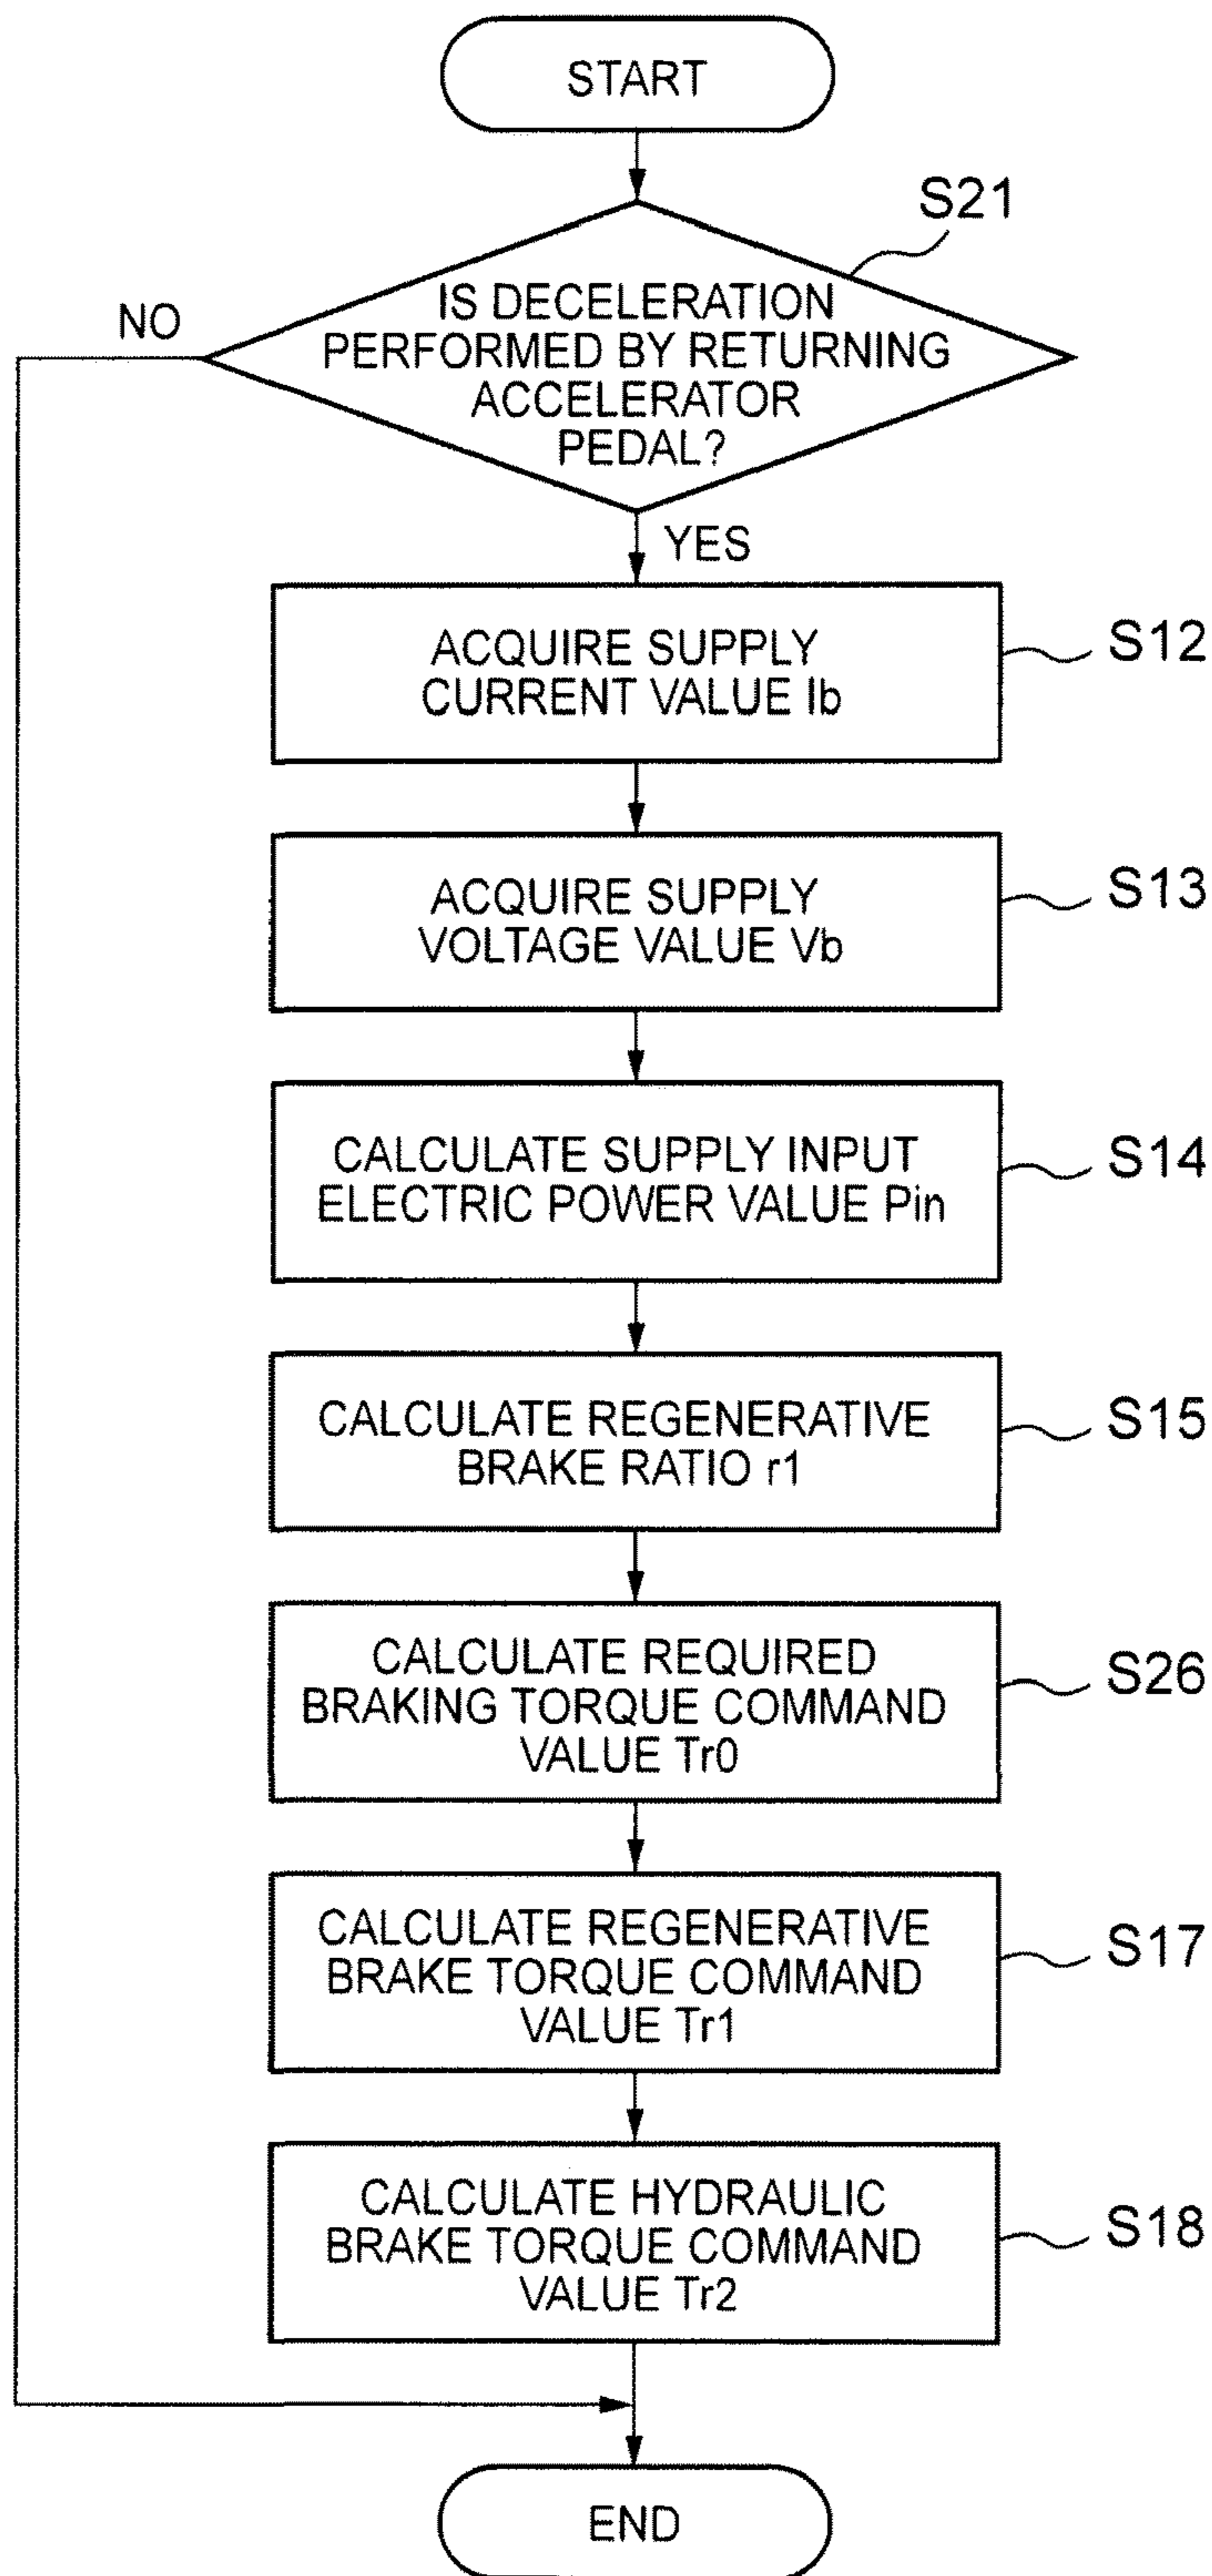 START
S21
NO
IS DECELERATION
PERFORMED BY RETURNING
ACCELERATOR
PEDAL?
YES
ACQUIRE SUPPLY
CURRENT VALUE Ib
S12
ACQUIRE SUPPLY
VOLTAGE VALUE Vb
S13
CALCULATE SUPPLY INPUT
ELECTRIC POWER VALUE Pin
S14
CALCULATE REGENERATIVE
BRAKE RATIO r1
S15
CALCULATE REQUIRED
BRAKING TORQUE COMMAND
VALUE Tr0
S26
CALCULATE REGENERATIVE
BRAKE TORQUE COMMAND
VALUE Tr1
S17
CALCULATE HYDRAULIC
BRAKE TORQUE COMMAND
VALUE Tr2
S18
END